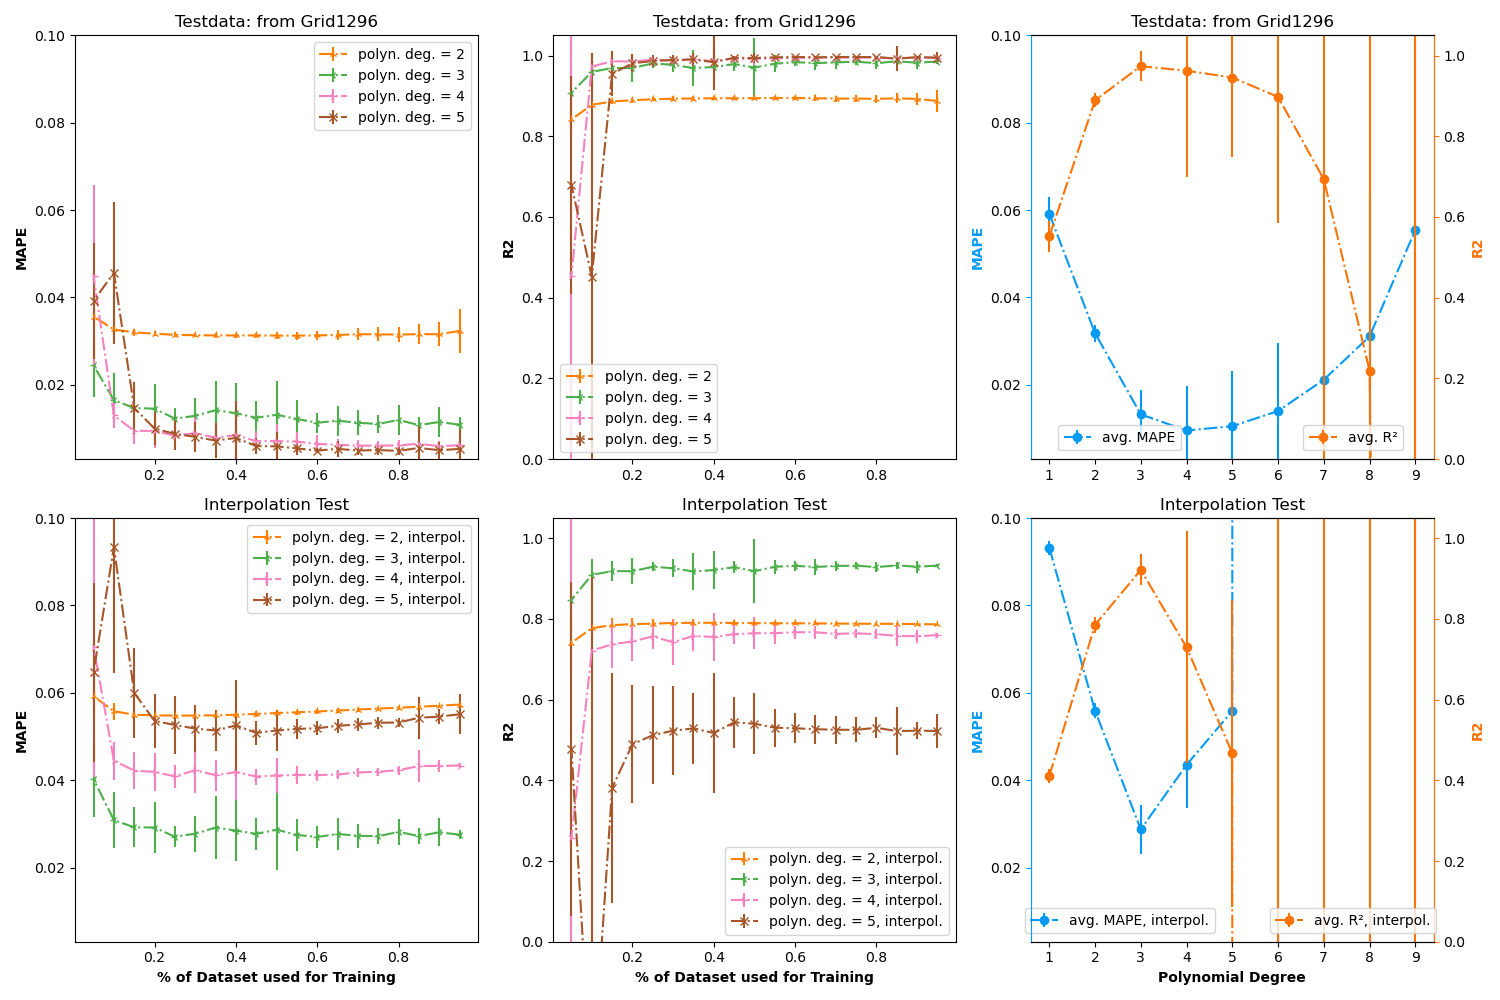 Testdata: from Grid1296
MAPE
0.10
0.08
0.06
0.04
0.02
polyn. deg. = 2
polyn. deg. = 3
polyn. deg. = 4
polyn. deg. = 5
0.2 0.4 0.6 0.8
Testdata: from Grid1296
R2
1.0
0.8
0.6
0.4
0.2
0.0
polyn. deg. = 2
polyn. deg. = 3
polyn. deg. = 4
polyn. deg. = 5
0.2 0.4 0.6 0.8
Testdata: from Grid1296
MAPE
0.10
0.08
0.06
0.04
0.02
avg. MAPE
avg. R²
1 2 3 4 5 6 7 8 9
1.0
0.8
0.6
0.4
0.2
0.0
R2
Interpolation Test
MAPE
0.10
0.08
0.06
0.04
0.02
polyn. deg. = 2, interpol.
polyn. deg. = 3, interpol.
polyn. deg. = 4, interpol.
polyn. deg. = 5, interpol.
0.2 0.4 0.6 0.8
% of Dataset used for Training
Interpolation Test
R2
1.0
0.8
0.6
0.4
0.2
0.0
polyn. deg. = 2, interpol.
polyn. deg. = 3, interpol.
polyn. deg. = 4, interpol.
polyn. deg. = 5, interpol.
0.2 0.4 0.6 0.8
% of Dataset used for Training
Interpolation Test
MAPE
0.10
0.08
0.06
0.04
0.02
avg. MAPE, interpol.
avg. R², interpol.
1 2 3 4 5 6 7 8 9
Polynomial Degree
1.0
0.8
0.6
0.4
0.2
0.0
R2